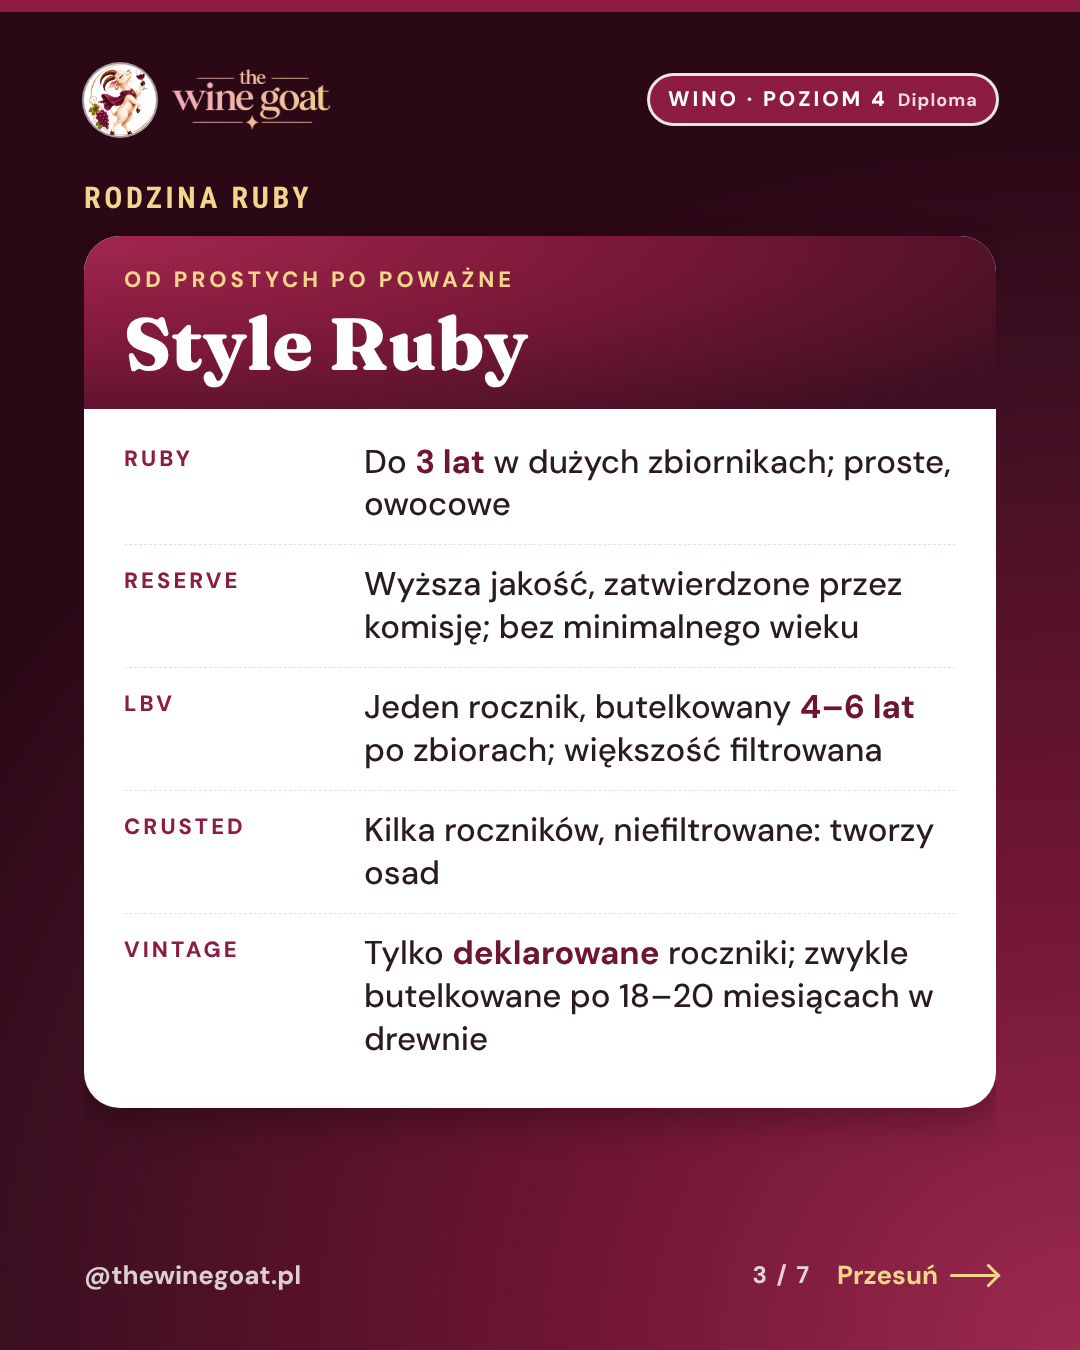 the
wine goat
WINO · POZIOM 4 Diploma
RODZINA RUBY
OD PROSTYCH PO POWAŻNE
Style Ruby
RUBY
Do 3 lat w dużych zbiornikach; proste,
owocowe
RESERVE
Wyższa jakość, zatwierdzone przez
komisję; bez minimalnego wieku
LBV
Jeden rocznik, butelkowany 4–6 lat
po zbiorach; większość filtrowana
CRUSTED
Kilka roczników, niefiltrowane: tworzy
osad
VINTAGE
Tylko deklarowane roczniki; zwykle
butelkowane po 18–20 miesiącach w
drewnie
@thewinegoat.pl
3 / 7 Przesuń